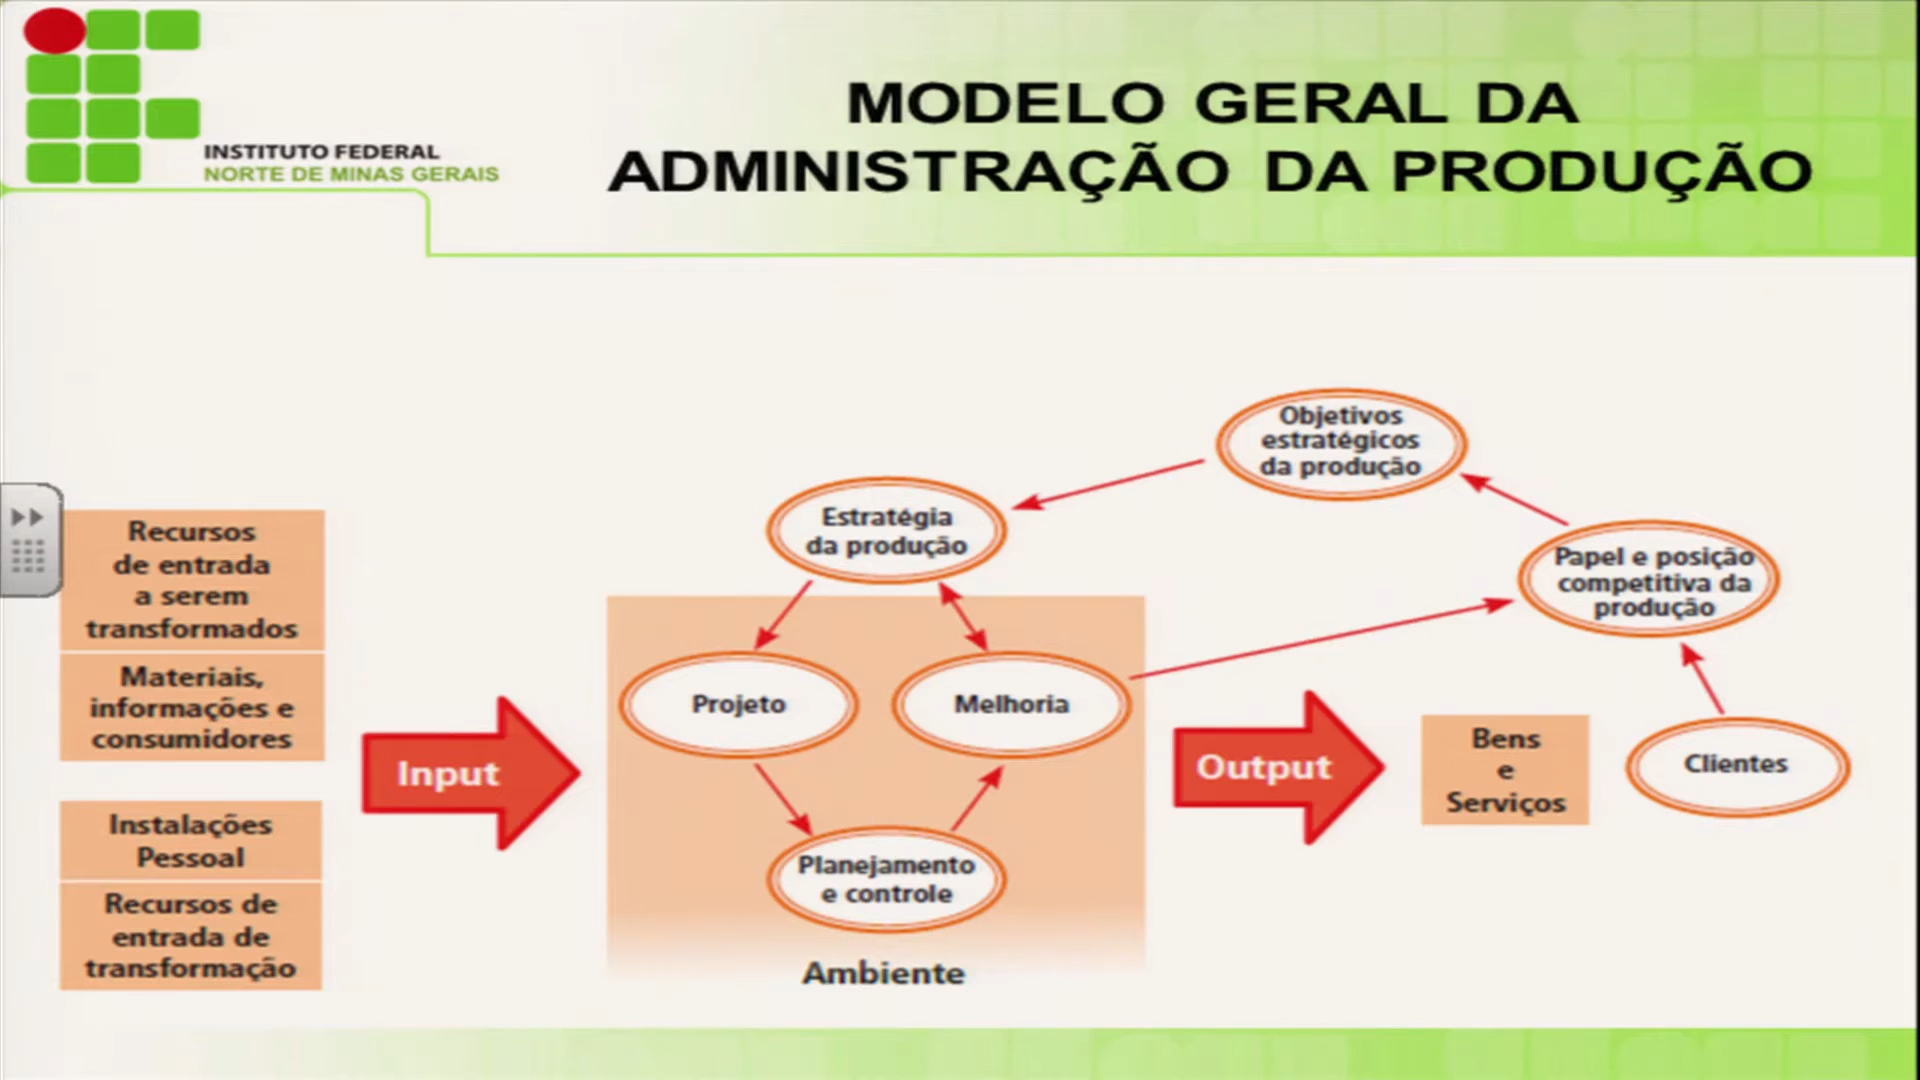 INSTITUTO FEDERAL
NORTE DE MINAS GERAIS
MODELO GERAL DA
ADMINISTRAÇÃO DA PRODUÇÃO
Recursos
de entrada
a serem
transformados
Materiais,
informações e
consumidores
Instalações
Pessoal
Recursos de
entrada de
transformação
Input
Estratégia
da produção
Projeto
Melhoria
Planejamento
e controle
Ambiente
Output
Objetivos
estratégicos
da produção
Papel e posição
competitiva da
produção
Bens
e
Serviços
Clientes